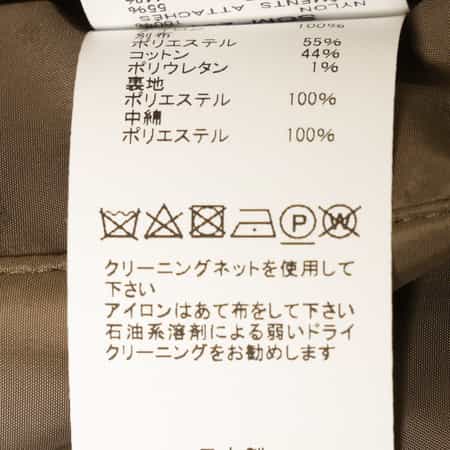 別布
ポリエステル 55%
コットン 44%
ポリウレタン 1%
裏地
ポリエステル 100%
中綿
ポリエステル 100%
P W
クリーニングネットを使用して
下さい
アイロンはあて布をして下さい
石油系溶剤による弱いドライ
クリーニングをお勧めします